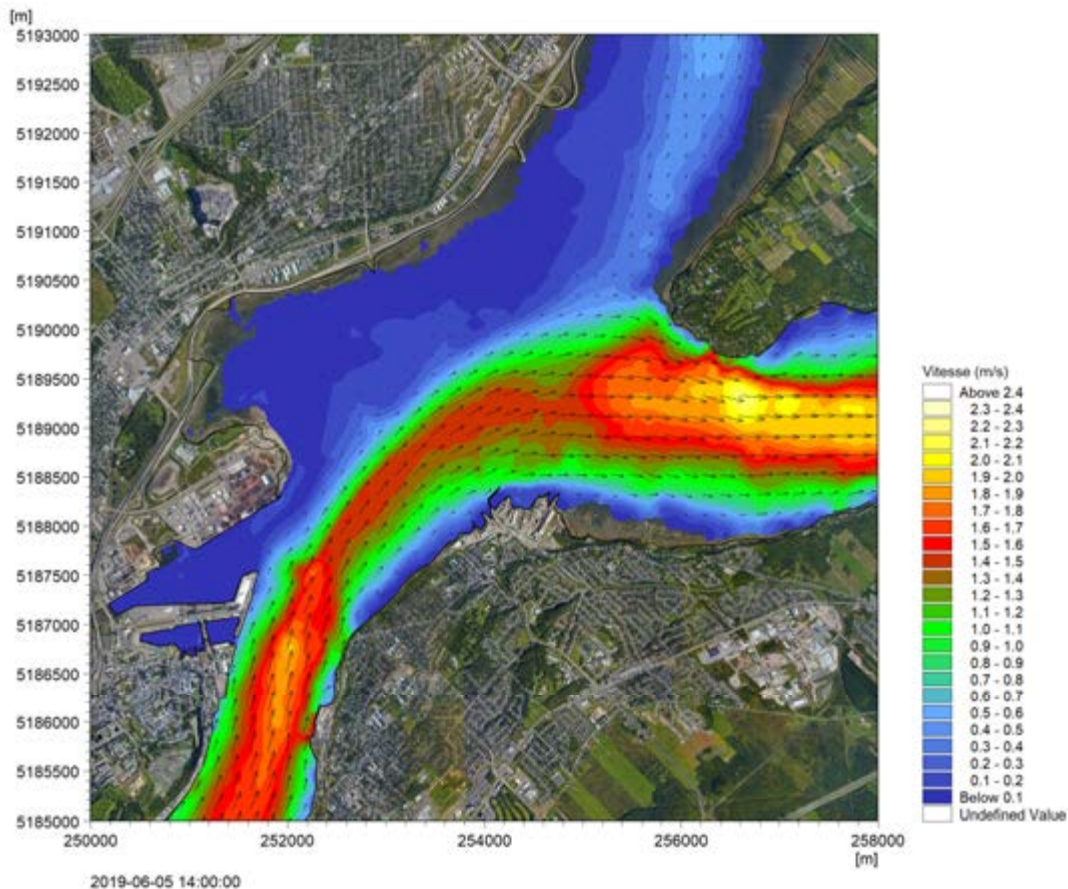 [m]
5193000
5192500
5192000
5191500
5191000
5190500
5190000
5189500
5189000
5188500
5188000
5187500
5187000
5186500
5186000
5185500
5185000
250000 252000 254000 256000 258000
[m]
2019-06-05 14:00:00
Vitesse (m/s)
Above 2.4
2.3 - 2.4
2.2 - 2.3
2.1 - 2.2
2.0 - 2.1
1.9 - 2.0
1.8 - 1.9
1.7 - 1.8
1.6 - 1.7
1.5 - 1.6
1.4 - 1.5
1.3 - 1.4
1.2 - 1.3
1.1 - 1.2
1.0 - 1.1
0.9 - 1.0
0.8 - 0.9
0.7 - 0.8
0.6 - 0.7
0.5 - 0.6
0.4 - 0.5
0.3 - 0.4
0.2 - 0.3
0.1 - 0.2
Below 0.1
Undefined Value